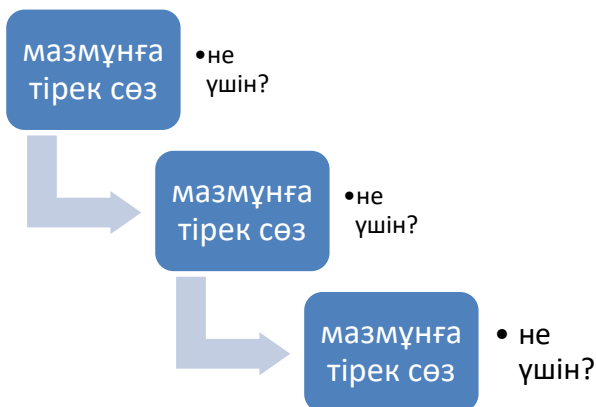 мазмұнға
тірек сөз
•не
үшін?
мазмұнға
тірек сөз
•не
үшін?
мазмұнға
тірек сөз
• не
үшін?